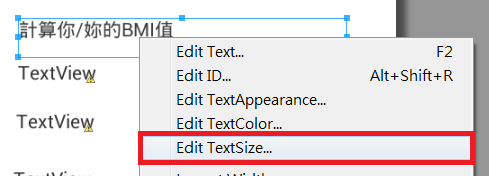 計算你/妳的BMI值
Edit Text... F2
TextView
Edit ID... Alt+Shift+R
Edit TextAppearance...
TextView
Edit TextColor...
Edit TextSize...